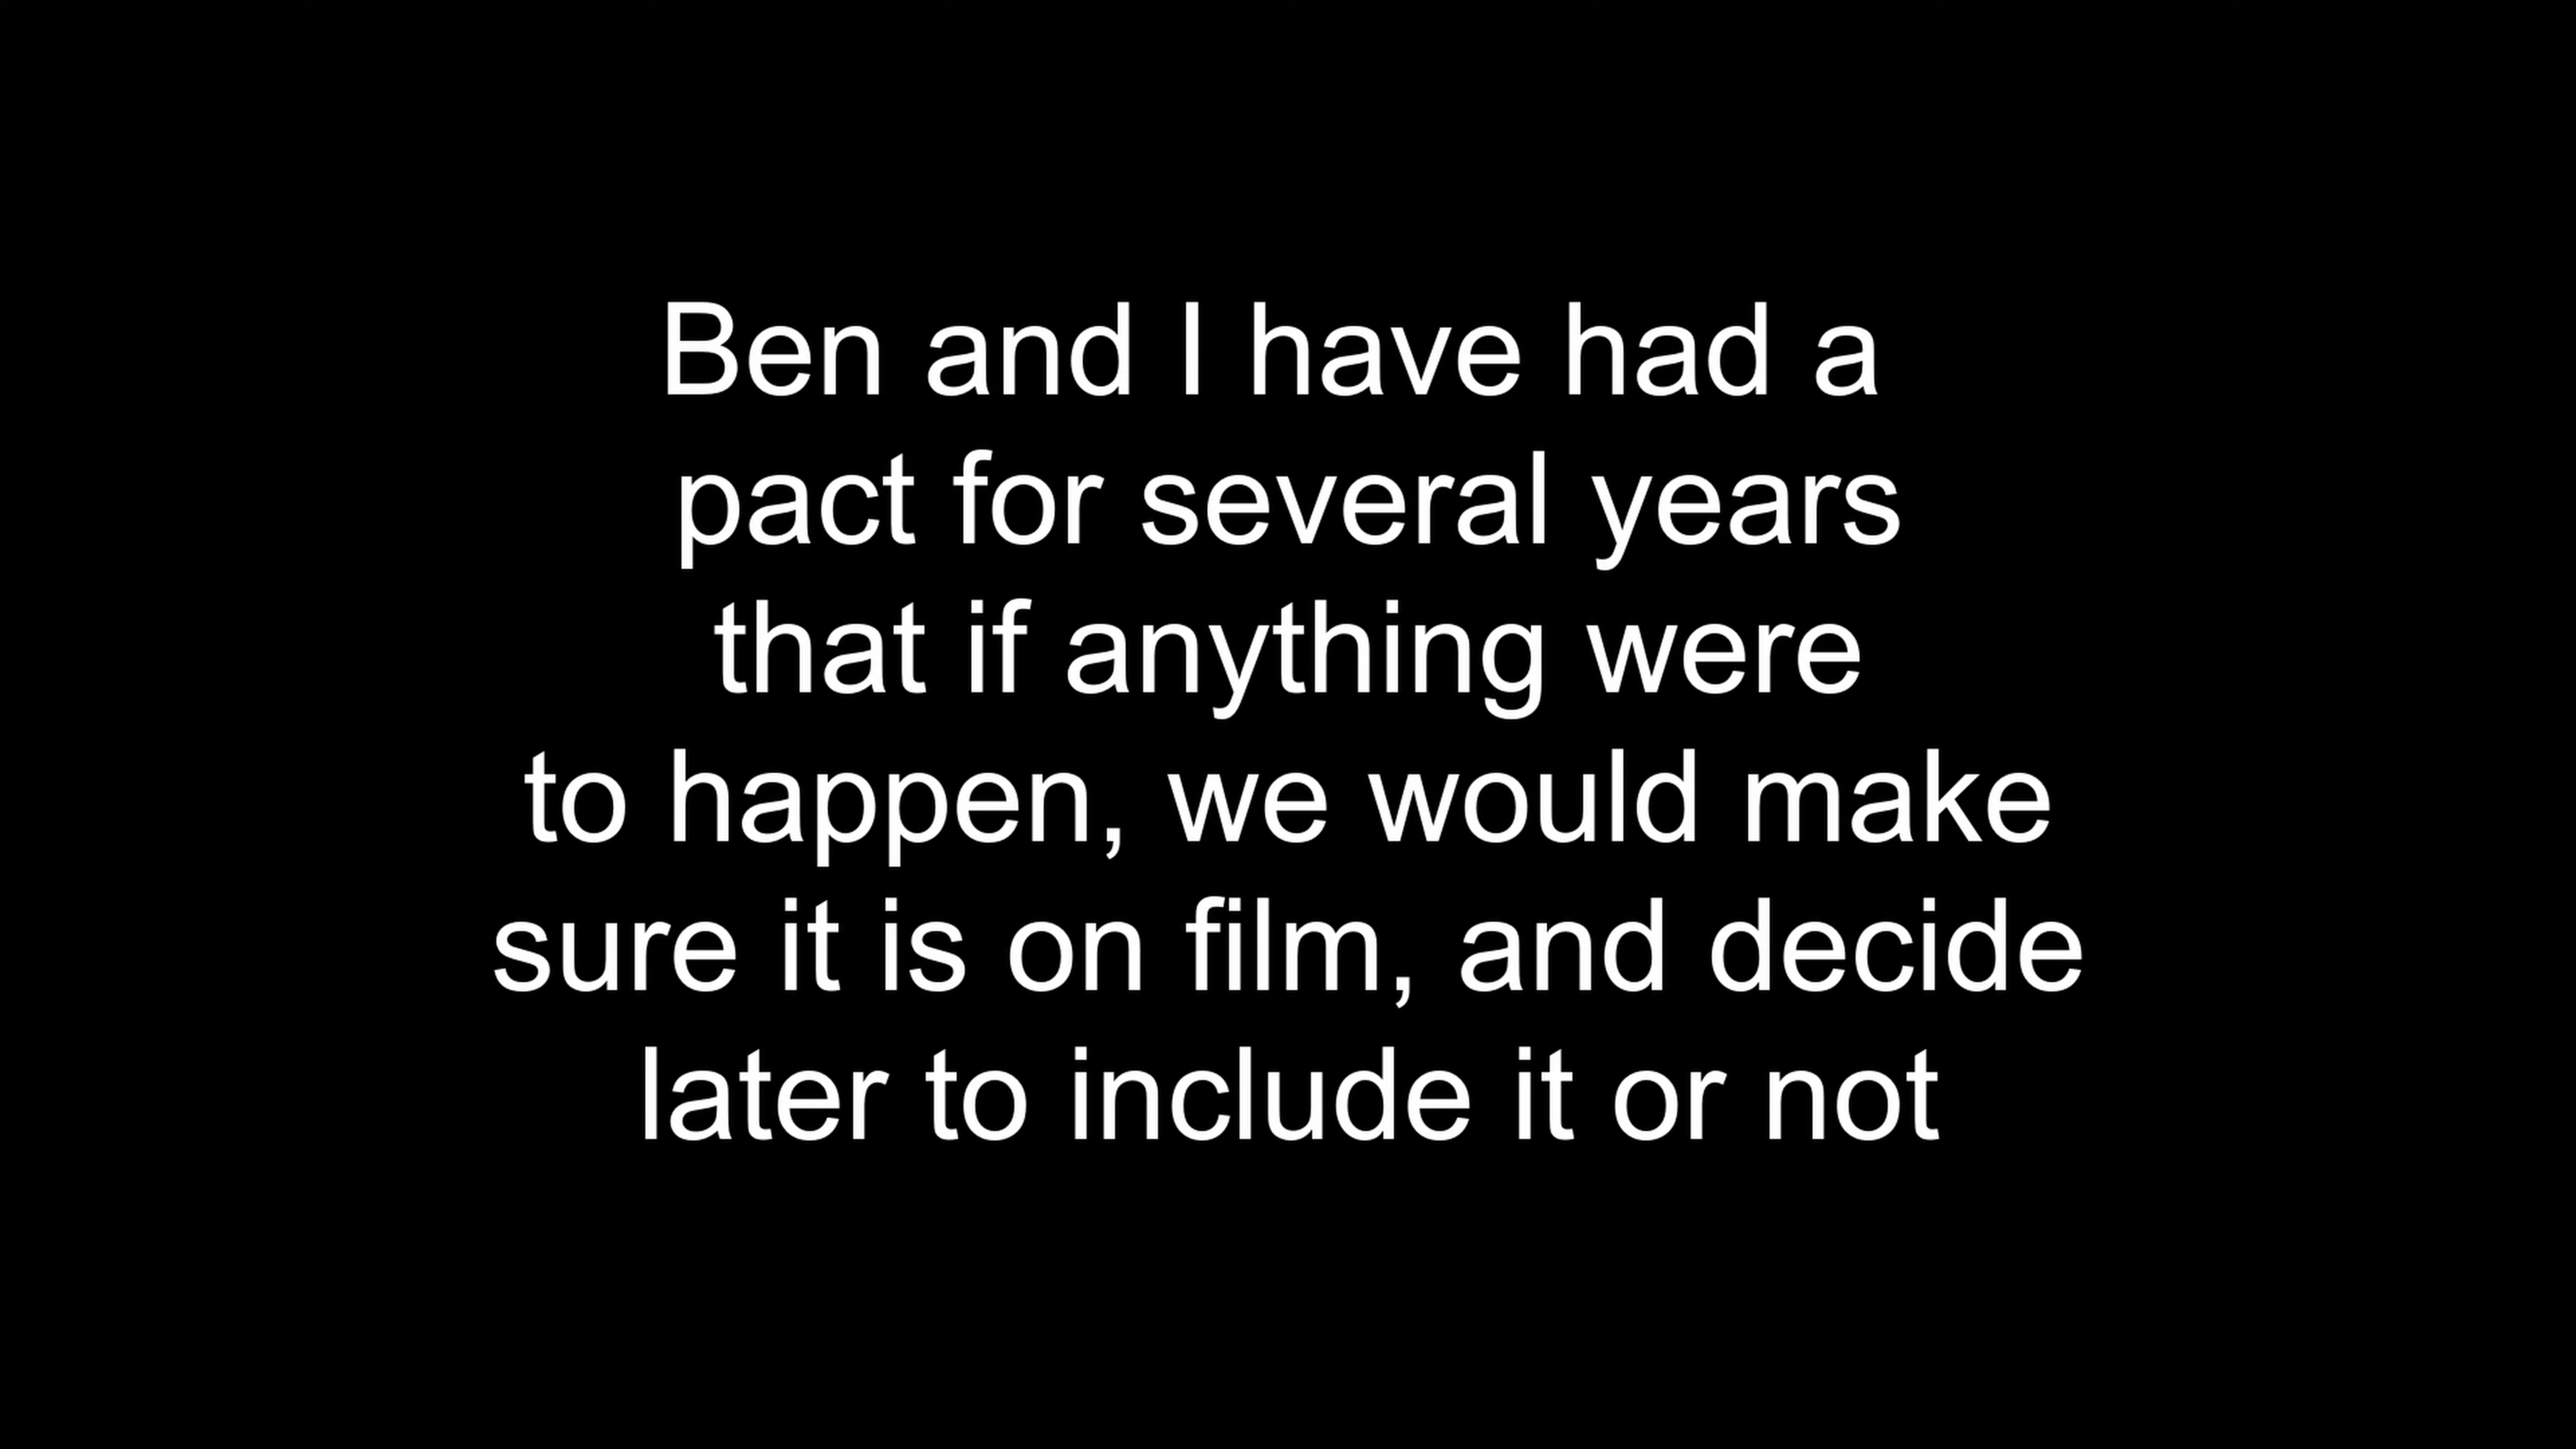 Ben and I have had a
pact for several years
that if anything were
to happen, we would make
sure it is on film, and decide
later to include it or not